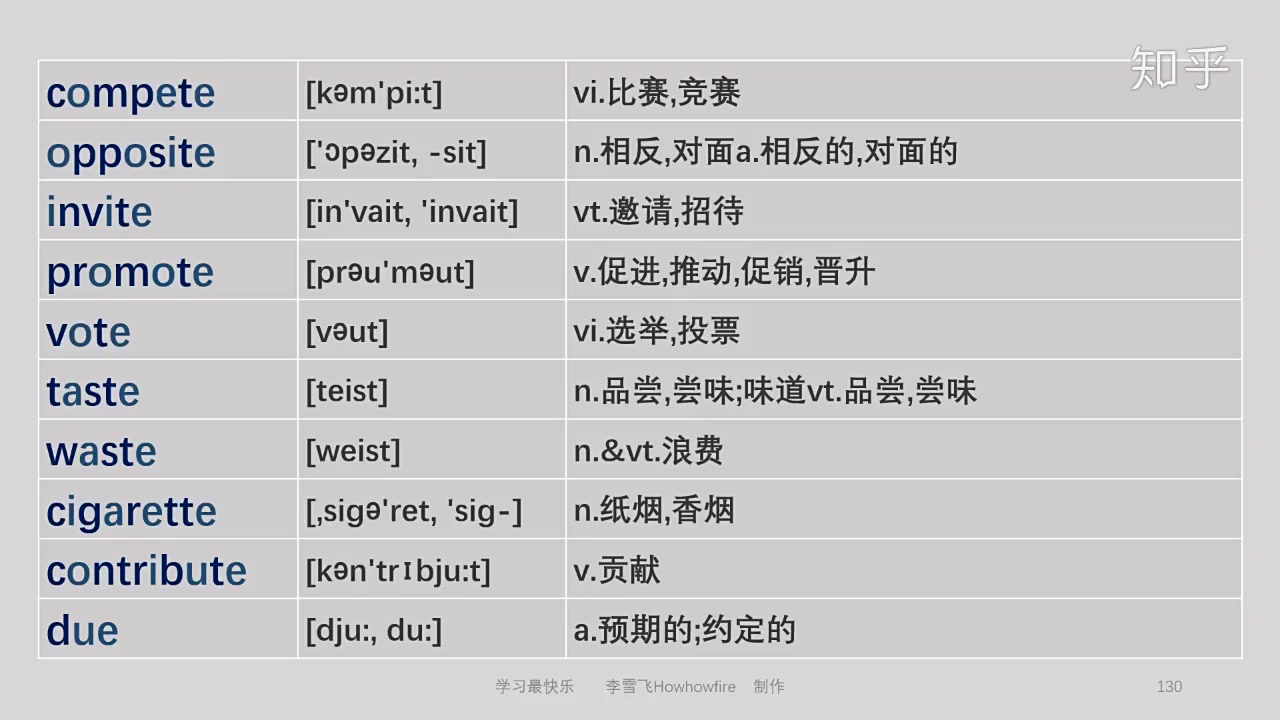 知乎
compete [kəm'pi:t] vi.比赛,竞赛
opposite ['ɔpəzit, -sit] n.相反,对面a.相反的,对面的
invite [in'vait, 'invait] vt.邀请,招待
promote [prəu'məut] v.促进,推动,促销,晋升
vote [vəut] vi.选举,投票
taste [teist] n.品尝,尝味;味道vt.品尝,尝味
waste [weist] n.&vt.浪费
cigarette [,sigə'ret, 'sig-] n.纸烟,香烟
contribute [kən'trɪbju:t] v.贡献
due [dju:, du:] a.预期的;约定的
学习最快乐 李雪飞Howhowfire 制作 130